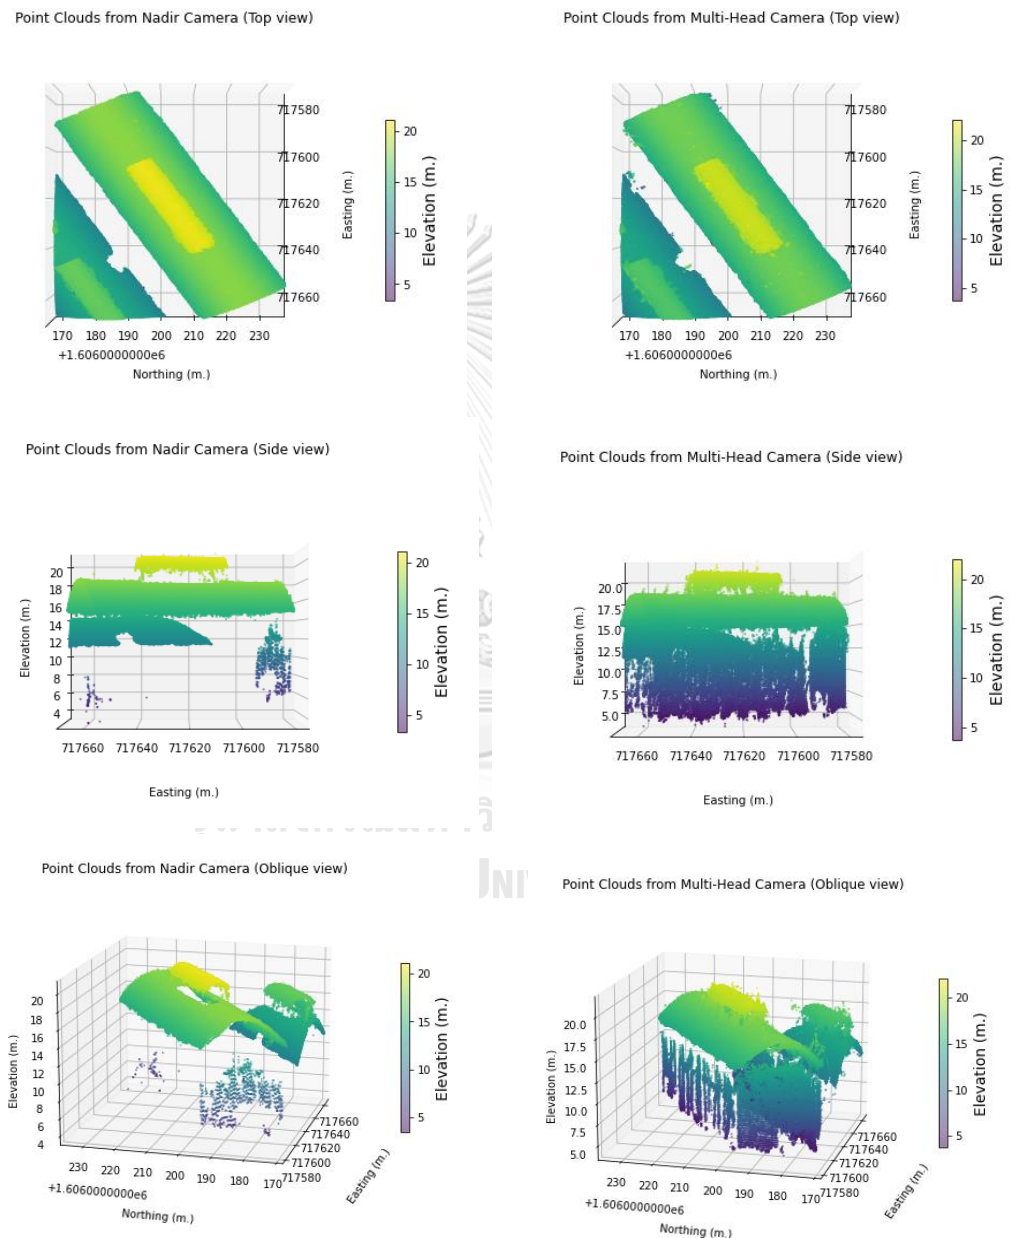 Point Clouds from Nadir Camera (Top view)
717580
717600
717620
717640
717660
Easting (m.)
20
15
10
5
Elevation (m.)
170 180 190 200 210 220 230
+1.6060000000e6
Northing (m.)
Point Clouds from Multi-Head Camera (Top view)
717580
717600
717620
717640
717660
Easting (m.)
20
15
10
5
Elevation (m.)
170 180 190 200 210 220 230
+1.6060000000e6
Northing (m.)
Point Clouds from Nadir Camera (Side view)
20
18
16
14
12
10
8
6
4
Elevation (m.)
717660 717640 717620 717600 717580
Easting (m.)
20
15
10
5
Elevation (m.)
Point Clouds from Multi-Head Camera (Side view)
20.0
17.5
15.0
12.5
10.0
7.5
5.0
Elevation (m.)
717660 717640 717620 717600 717580
Easting (m.)
20
15
10
5
Elevation (m.)
Point Clouds from Nadir Camera (Oblique view)
20
18
16
14
12
10
8
6
4
Elevation (m.)
230 220 210 200 190 180 170
+1.6060000000e6
Northing (m.)
717660
717640
717620
717600
717580
Easting (m.)
20
15
10
5
Elevation (m.)
UNI
Point Clouds from Multi-Head Camera (Oblique view)
20.0
17.5
15.0
12.5
10.0
7.5
5.0
Elevation (m.)
230 220 210 200 190 180 170
+1.6060000000e6
Northing (m.)
717660
717640
717620
717600
717580
Easting (m.)
20
15
10
5
Elevation (m.)